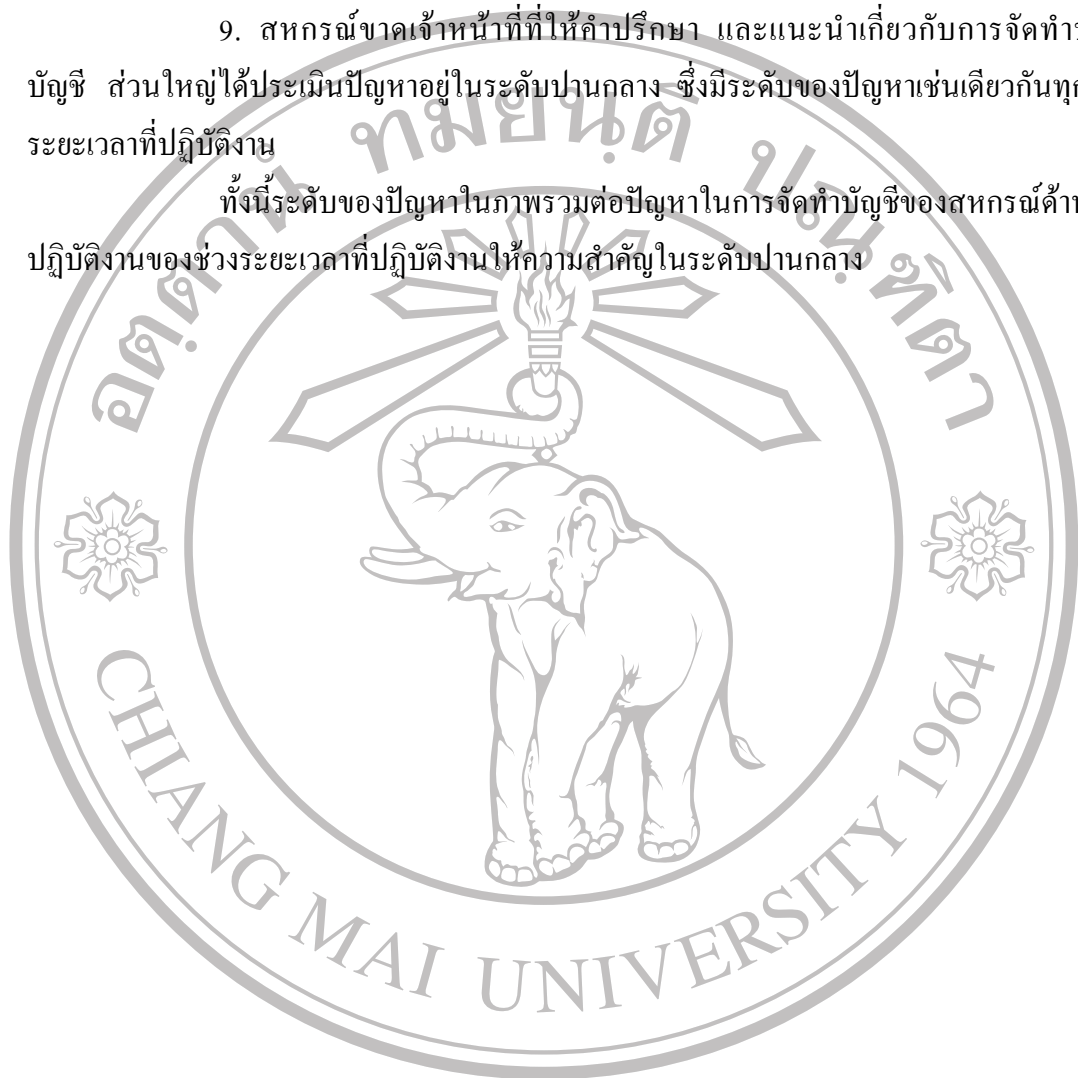 9. สหกรณ์ขาดเจ้าหน้าที่ที่ให้คำปรึกษา และแนะนำเกี่ยวกับการจัดทำ
บัญชี ส่วนใหญ่ได้ประเมินปัญหาอยู่ในระดับปานกลาง ซึ่งมีระดับของปัญหาเช่นเดียวกัน
ระยะเวลาที่ปฏิบัติงาน
ทั้งนี้ระดับของปัญหาในภาพรวมต่อปัญหาในการจัดทำบัญชีของสหกรณ์
ปฏิบัติงานของช่วงระยะเวลาที่ปฏิบัติงานให้ความสำคัญในระดับปานกลาง
อตฺตานํ ทมยนฺติ ปณฺฑิตา
CHIANG MAI UNIVERSITY 1964